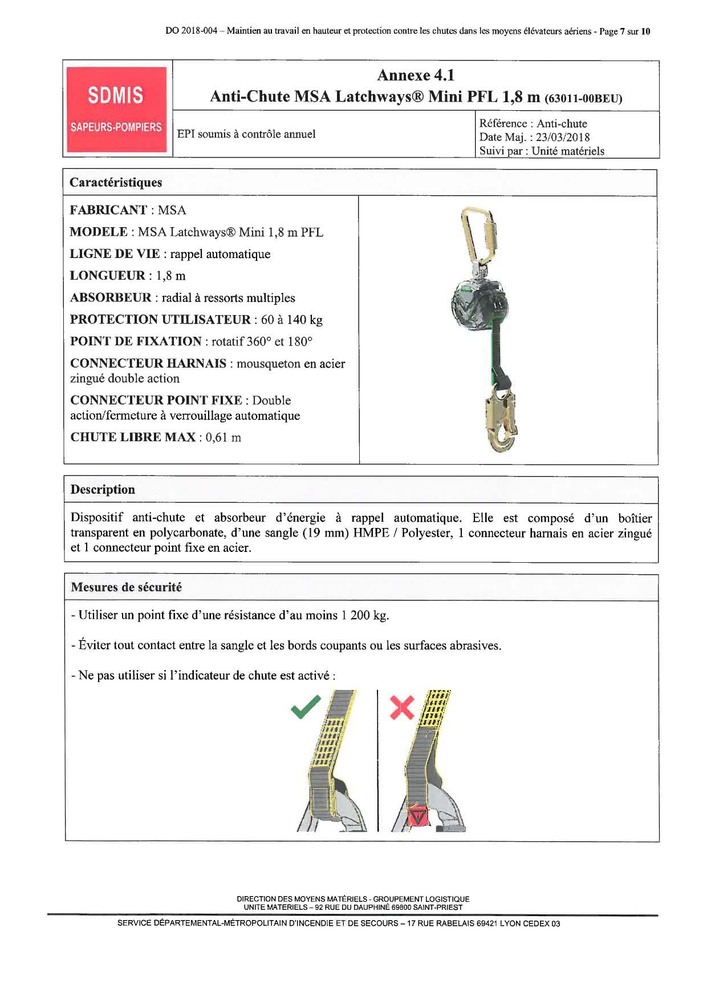 DO 2018-004 – Maintien au travail en hauteur et protection contre les chutes dans les moyens élévateurs aériens - Page 7 sur 10
SDMIS
SAPEURS-POMPIERS
Annexe 4.1
Anti-Chute MSA Latchways® Mini PFL 1,8 m (63011-00BEU)
EPI soumis à contrôle annuel
Référence : Anti-chute
Date Maj. : 23/03/2018
Suivi par : Unité matériels
Caractéristiques
FABRICANT : MSA
MODELE : MSA Latchways® Mini 1,8 m PFL
LIGNE DE VIE : rappel automatique
LONGUEUR : 1,8 m
ABSORBEUR : radial à ressorts multiples
PROTECTION UTILISATEUR : 60 à 140 kg
POINT DE FIXATION : rotatif 360° et 180°
CONNECTEUR HARNAIS : mousqueton en acier
zingué double action
CONNECTEUR POINT FIXE : Double
action/fermeture à verrouillage automatique
CHUTE LIBRE MAX : 0,61 m
Description
Dispositif anti-chute et absorbeur d'énergie à rappel automatique. Elle est composé d'un boîtier
transparent en polycarbonate, d'une sangle (19 mm) HMPE / Polyester, 1 connecteur harnais en acier zingué
et 1 connecteur point fixe en acier.
Mesures de sécurité
- Utiliser un point fixe d'une résistance d'au moins 1 200 kg.
- Éviter tout contact entre la sangle et les bords coupants ou les surfaces abrasives.
- Ne pas utiliser si l'indicateur de chute est activé :
DIRECTION DES MOYENS MATÉRIELS - GROUPEMENT LOGISTIQUE
UNITE MATERIELS – 92 RUE DU DAUPHINÉ 69800 SAINT-PRIEST
SERVICE DÉPARTEMENTAL-MÉTROPOLITAIN D'INCENDIE ET DE SECOURS – 17 RUE RABELAIS 69421 LYON CEDEX 03